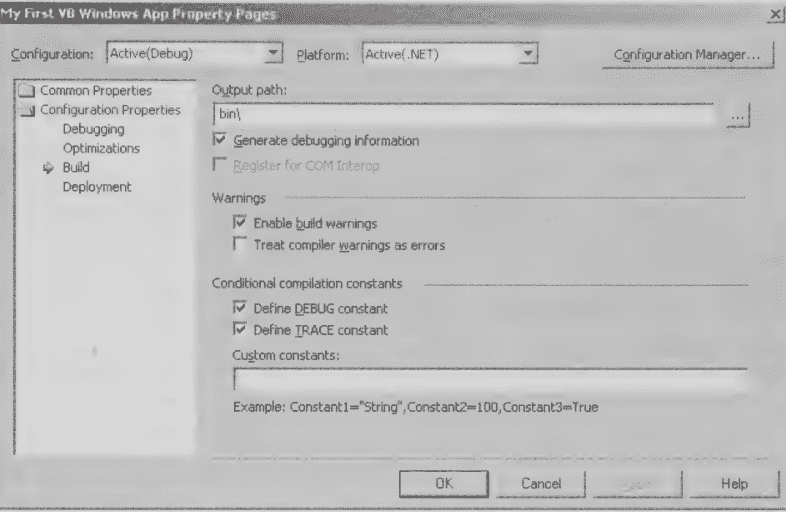 My First VB Windows App Property Pages
Configuration: Active(Debug) Platform: Active(.NET) Configuration Manager...
Common Properties
Configuration Properties
Debugging
Optimizations
Build
Deployment
Output path:
bin\
...
Generate debugging information
Register for COM Interop
Warnings
Enable build warnings
Treat compiler warnings as errors
Conditional compilation constants
Define DEBUG constant
Define TRACE constant
Custom constants:
Example: Constant1="String",Constant2=100,Constant3=True
OK Cancel Help